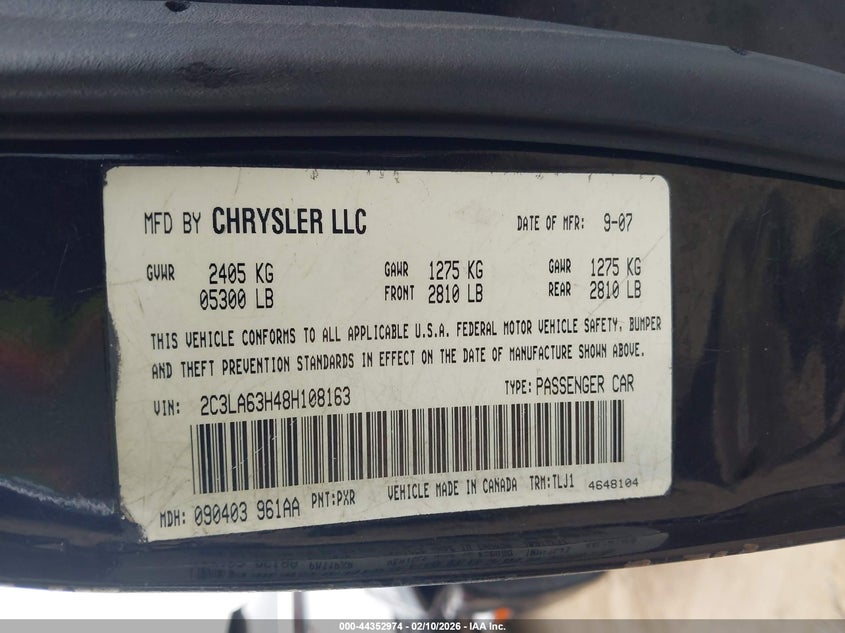 MFD BY CHRYSLER LLC DATE OF MFR: 9-07
GVWR 2405 KG GAWR 1275 KG GAWR 1275 KG
05300 LB FRONT 2810 LB REAR 2810 LB
THIS VEHICLE CONFORMS TO ALL APPLICABLE U.S.A. FEDERAL MOTOR VEHICLE SAFETY, BUMPER
AND THEFT PREVENTION STANDARDS IN EFFECT ON THE DATE OF MANUFACTURE SHOWN ABOVE.
VIN: 2C3LA63H48H108163 TYPE: PASSENGER CAR
MDH: 090403 961AA PNT:PXR VEHICLE MADE IN CANADA TRM:TLJ1 4648104
000-44352974 - 02/10/2026 - IAA Inc.